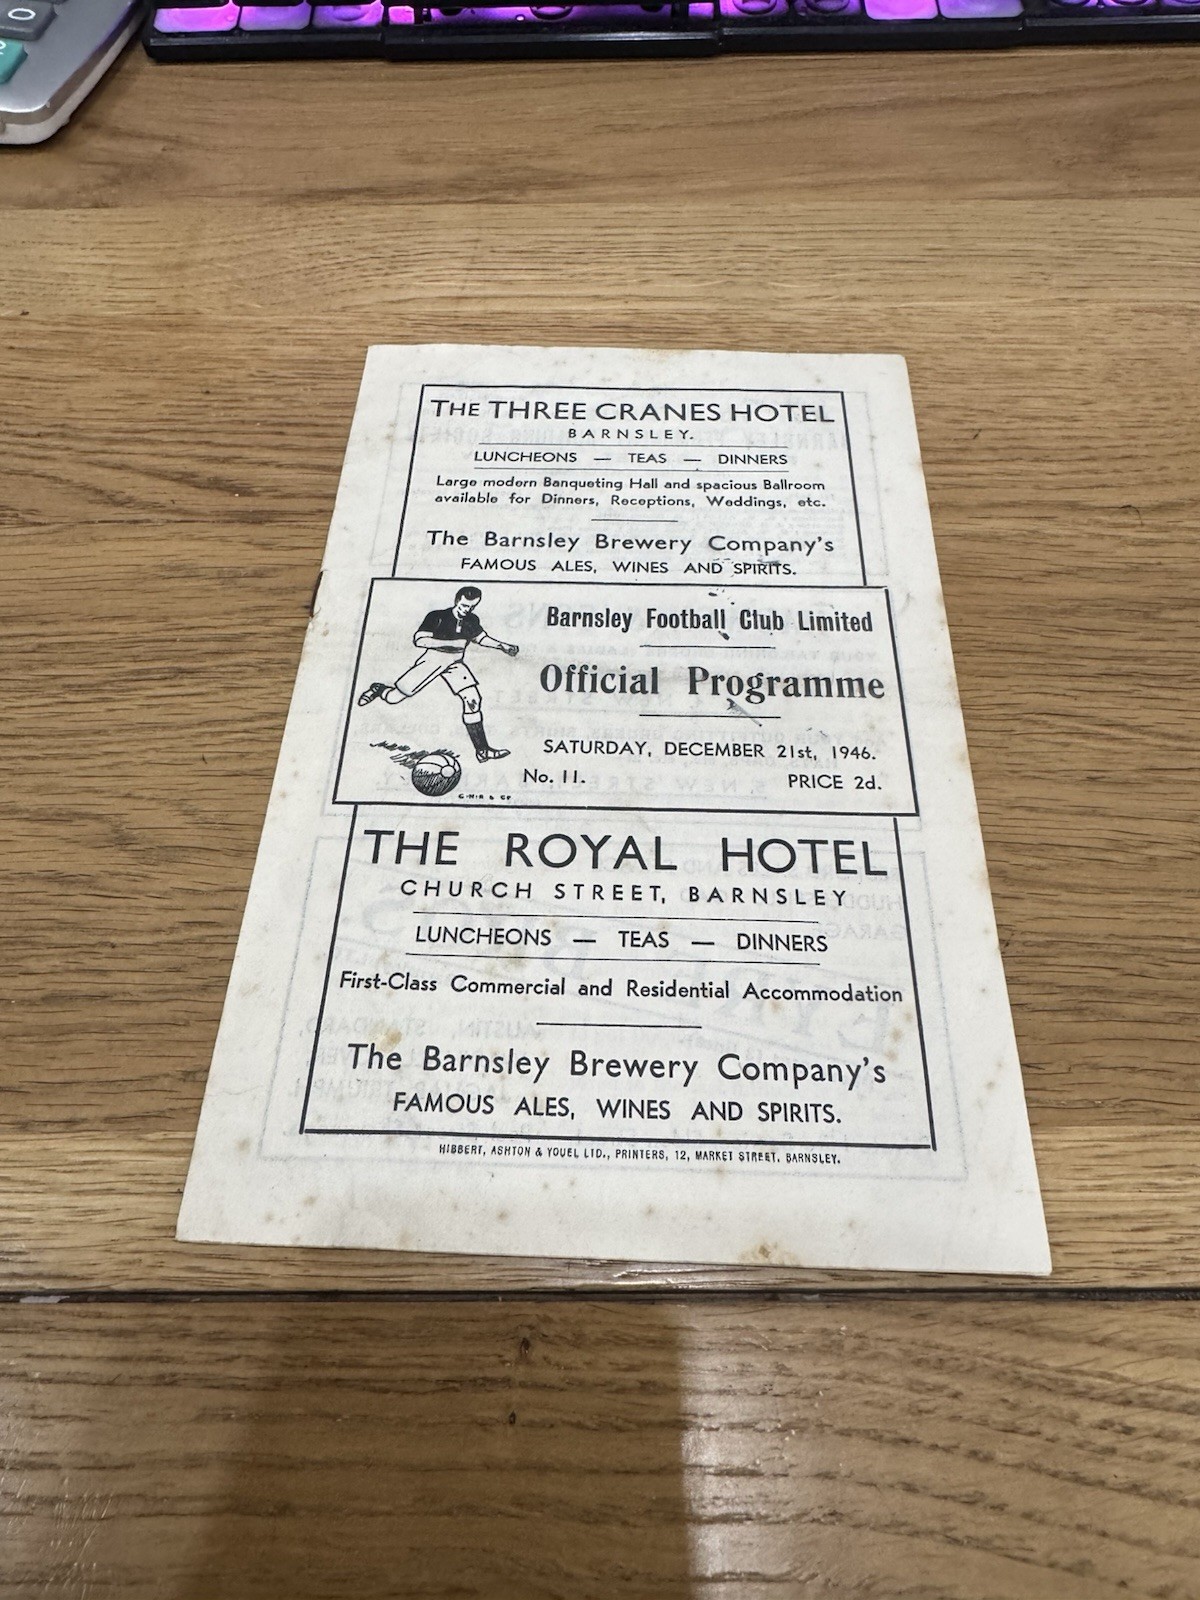 0
2
THE THREE CRANES HOTEL
BARNSLEY.
LUNCHEONS — TEAS — DINNERS
Large modern Banqueting Hall and spacious Ballroom
available for Dinners, Receptions, Weddings, etc.
The Barnsley Brewery Company's
FAMOUS ALES, WINES AND SPIRITS.
Barnsley Football Club Limited
Official Programme
SATURDAY, DECEMBER 21st, 1946.
No. 11. PRICE 2d.
THE ROYAL HOTEL
CHURCH STREET, BARNSLEY
LUNCHEONS — TEAS — DINNERS
First-Class Commercial and Residential Accommodation
The Barnsley Brewery Company's
FAMOUS ALES, WINES AND SPIRITS.
HIBBERT, ASHTON & YOUEL LTD., PRINTERS, 12, MARKET STREET, BARNSLEY.